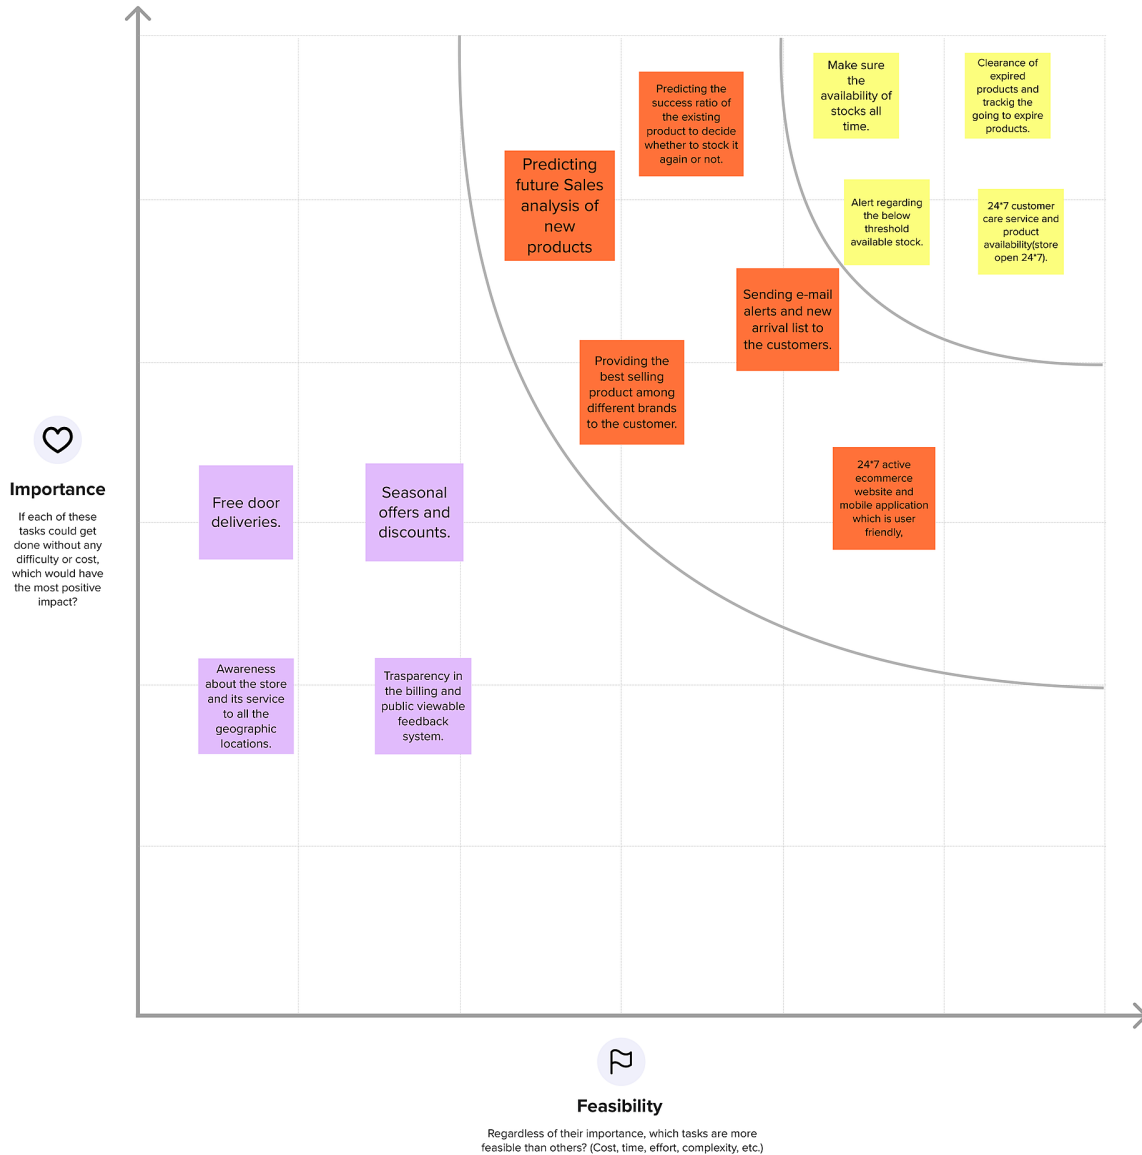 Make sure
the
availability of
stocks all
time.
Clearance of
expired
products and
trackig the
going to expire
products.
Predicting the
success ratio of
the existing
product to decide
whether to stock it
again or not.
Predicting
future Sales
analysis of
new
products
Alert regarding
the below
threshold
available stock.
24*7 customer
care service and
product
availability(store
open 24*7).
Sending e-mail
alerts and new
arrival list to
the customers.
Providing the
best selling
product among
different brands
to the customer.
24*7 active
ecommerce
website and
mobile application
which is user
friendly,
Free door
deliveries.
Seasonal
offers and
discounts.
Importance
If each of these
tasks could get
done without any
difficulty or cost,
which would have
the most positive
impact?
Awareness
about the store
and its service
to all the
geographic
locations.
Trasparency in
the billing and
public viewable
feedback
system.
Feasibility
Regardless of their importance, which tasks are more
feasible than others? (Cost, time, effort, complexity, etc.)